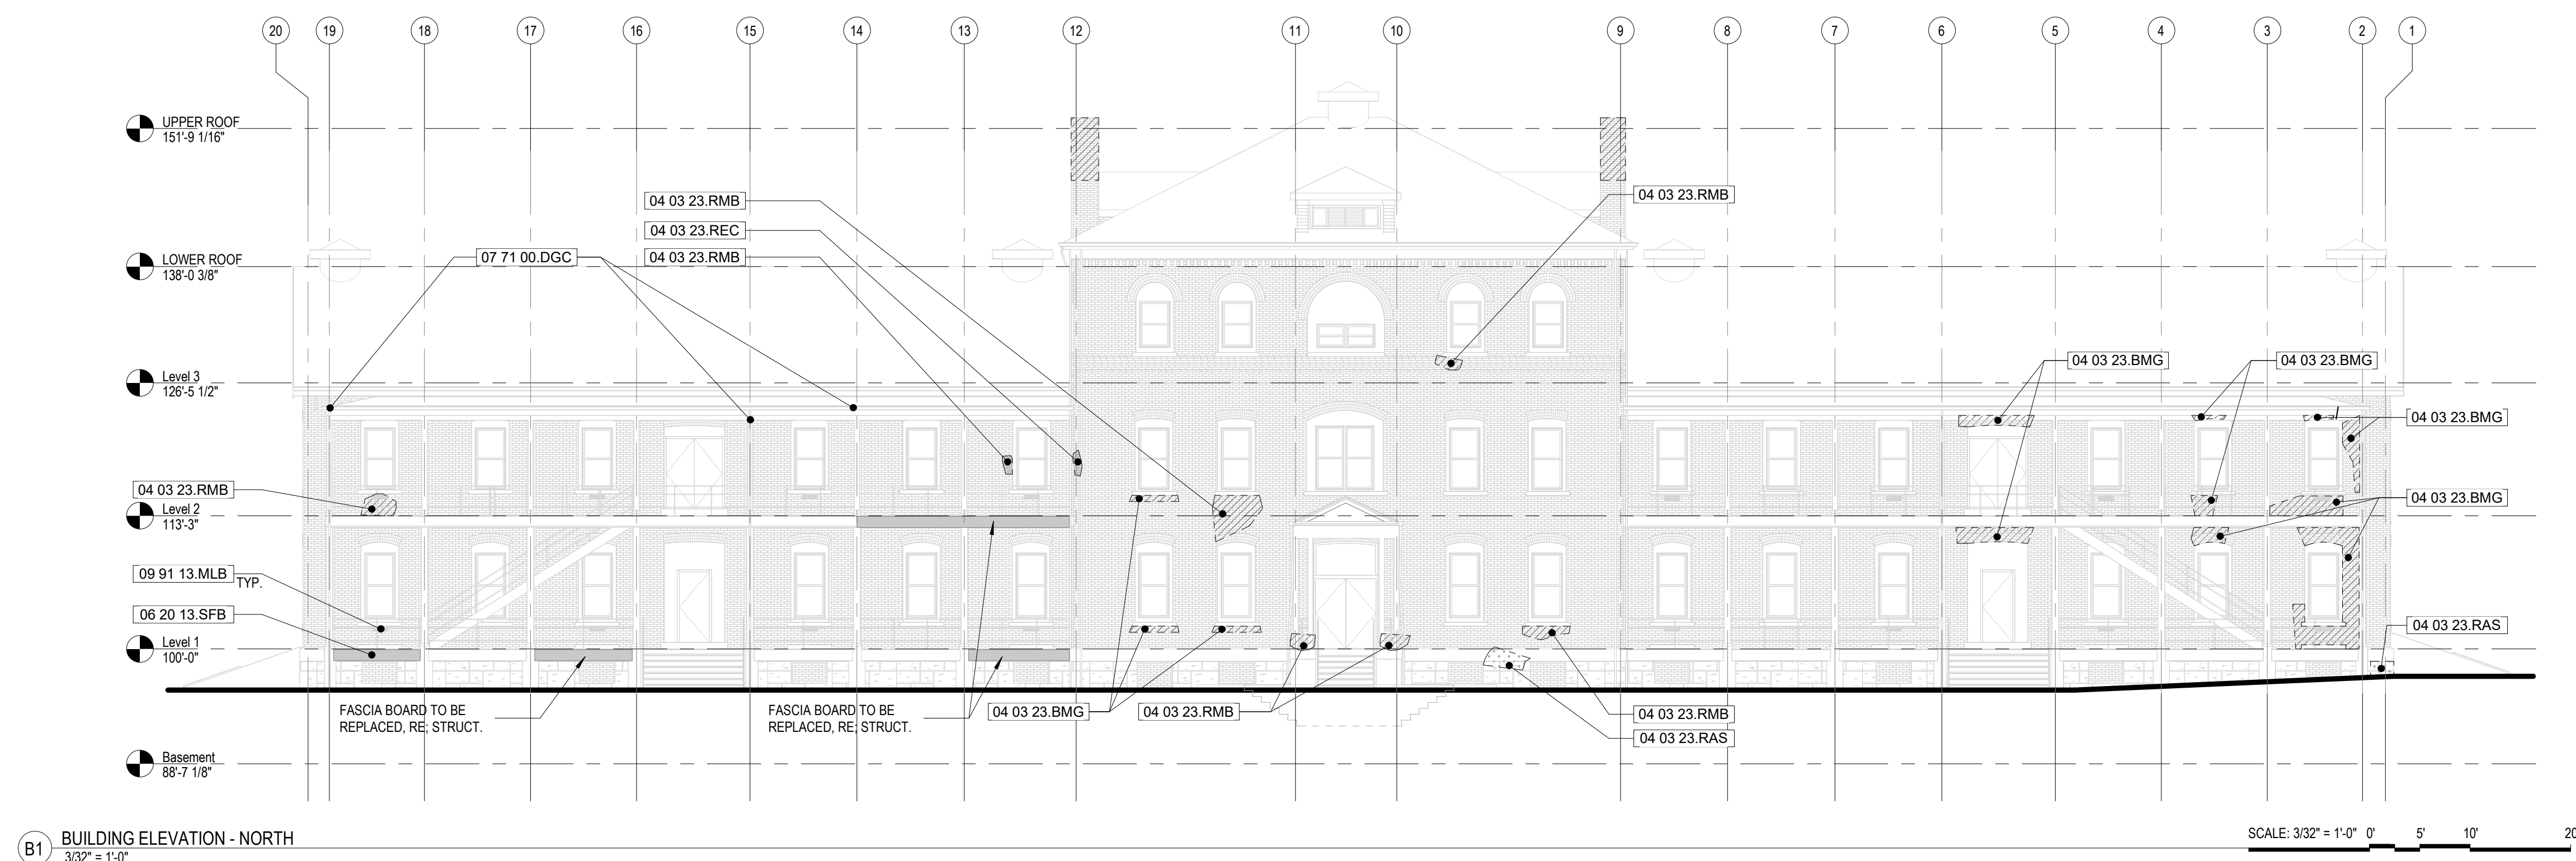 20 19 18 17 16 15 14 13 12 11 10 9 8 7 6 5 4 3 2 1
UPPER ROOF
151'-9 1/16"
04 03 23.RMB
04 03 23.RMB
04 03 23.REC
LOWER ROOF
138'-0 3/8"
07 71 00.DGC
04 03 23.RMB
04 03 23.BMG
04 03 23.BMG
Level 3
126'-5 1/2"
04 03 23.BMG
04 03 23.RMB
04 03 23.BMG
Level 2
113'-3"
09 91 13.MLB
TYP.
06 20 13.SFB
04 03 23.RAS
Level 1
100'-0"
FASCIA BOARD TO BE
REPLACED, RE; STRUCT.
FASCIA BOARD TO BE
REPLACED, RE; STRUCT.
04 03 23.BMG
04 03 23.RMB
04 03 23.RMB
04 03 23.RAS
Basement
88'-7 1/8"
B1
BUILDING ELEVATION - NORTH
3/32" = 1'-0"
SCALE: 3/32" = 1'-0" 0' 5' 10' 20